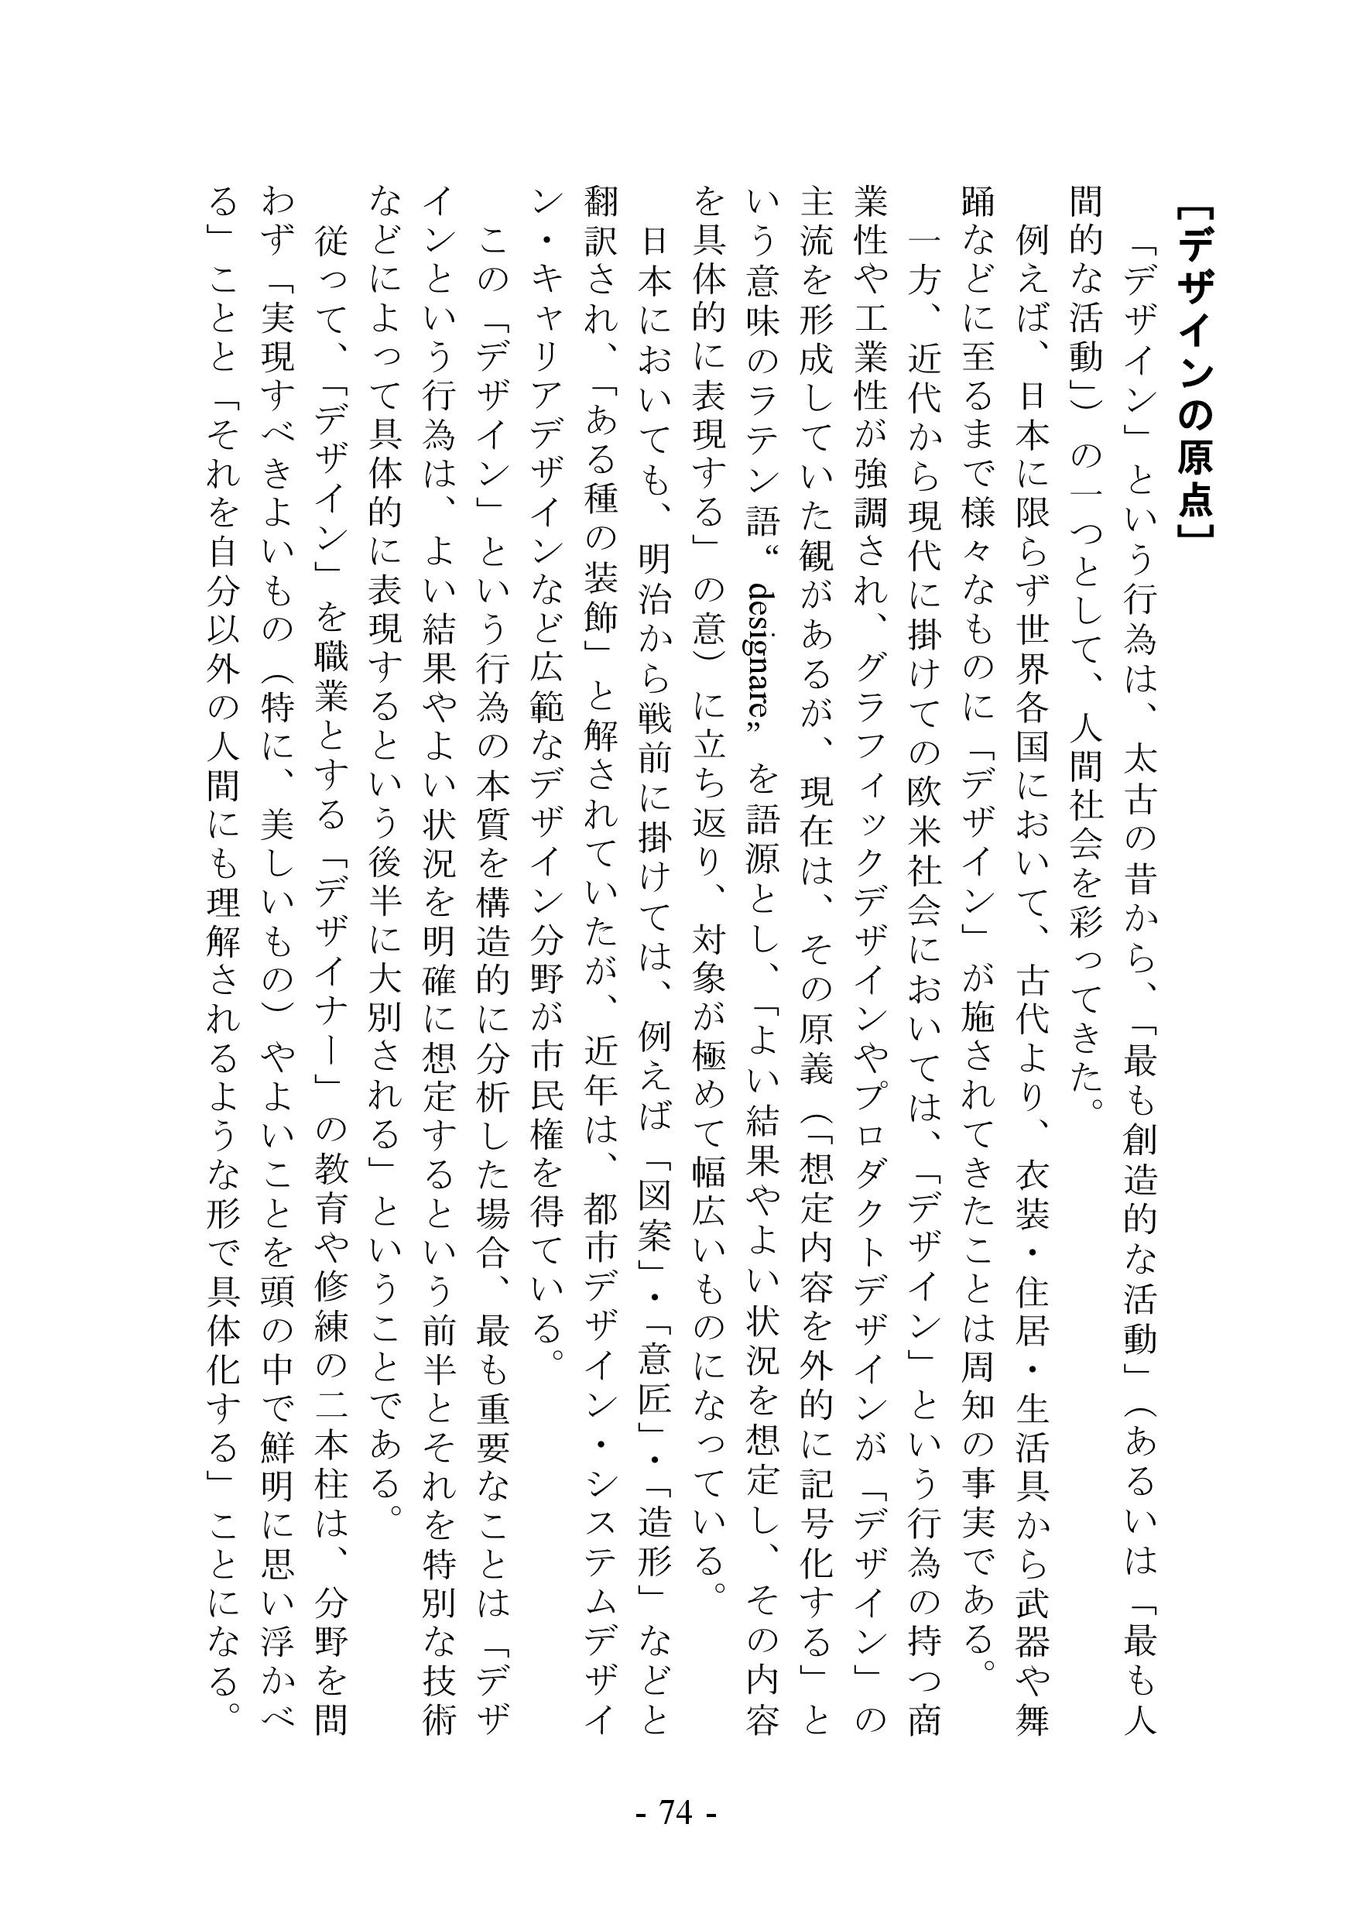 ［デザインの原点］
「デザイン」という行為は、太古の昔から、「最も創造的な活動」（あるいは「最も人
間的な活動」）の一つとして、人間社会を彩ってきた。
例えば、日本に限らず世界各国において、古代より、衣装・住居・生活具から武器や舞
踊などに至るまで様々なものに「デザイン」が施されてきたことは周知の事実である。
一方、近代から現代に掛けての欧米社会においては、「デザイン」という行為の持つ商
業性や工業性が強調され、グラフィックデザインやプロダクトデザインが「デザイン」の
主流を形成していた観があるが、現在は、その原義（「想定内容を外的に記号化する」と
いう意味のラテン語“designare”を語源とし、「よい結果やよい状況を想定し、その内容
を具体的に表現する」の意）に立ち返り、対象が極めて幅広いものになっている。
日本においても、明治から戦前に掛けては、例えば「図案」・「意匠」・「造形」などと
翻訳され、「ある種の装飾」と解されていたが、近年は、都市デザイン・システムデザイ
ン・キャリアデザインなど広範なデザイン分野が市民権を得ている。
この「デザイン」という行為の本質を構造的に分析した場合、最も重要なことは「デザ
インという行為は、よい結果やよい状況を明確に想定するという前半とそれを特別な技術
などによって具体的に表現するという後半に大別される」ということである。
従って、「デザイン」を職業とする「デザイナー」の教育や修練の二本柱は、分野を問
わず「実現すべきよいもの（特に、美しいもの）やよいことを頭の中で鮮明に思い浮かべ
る」ことと「それを自分以外の人間にも理解されるような形で具体化する」ことになる。
- 74 -